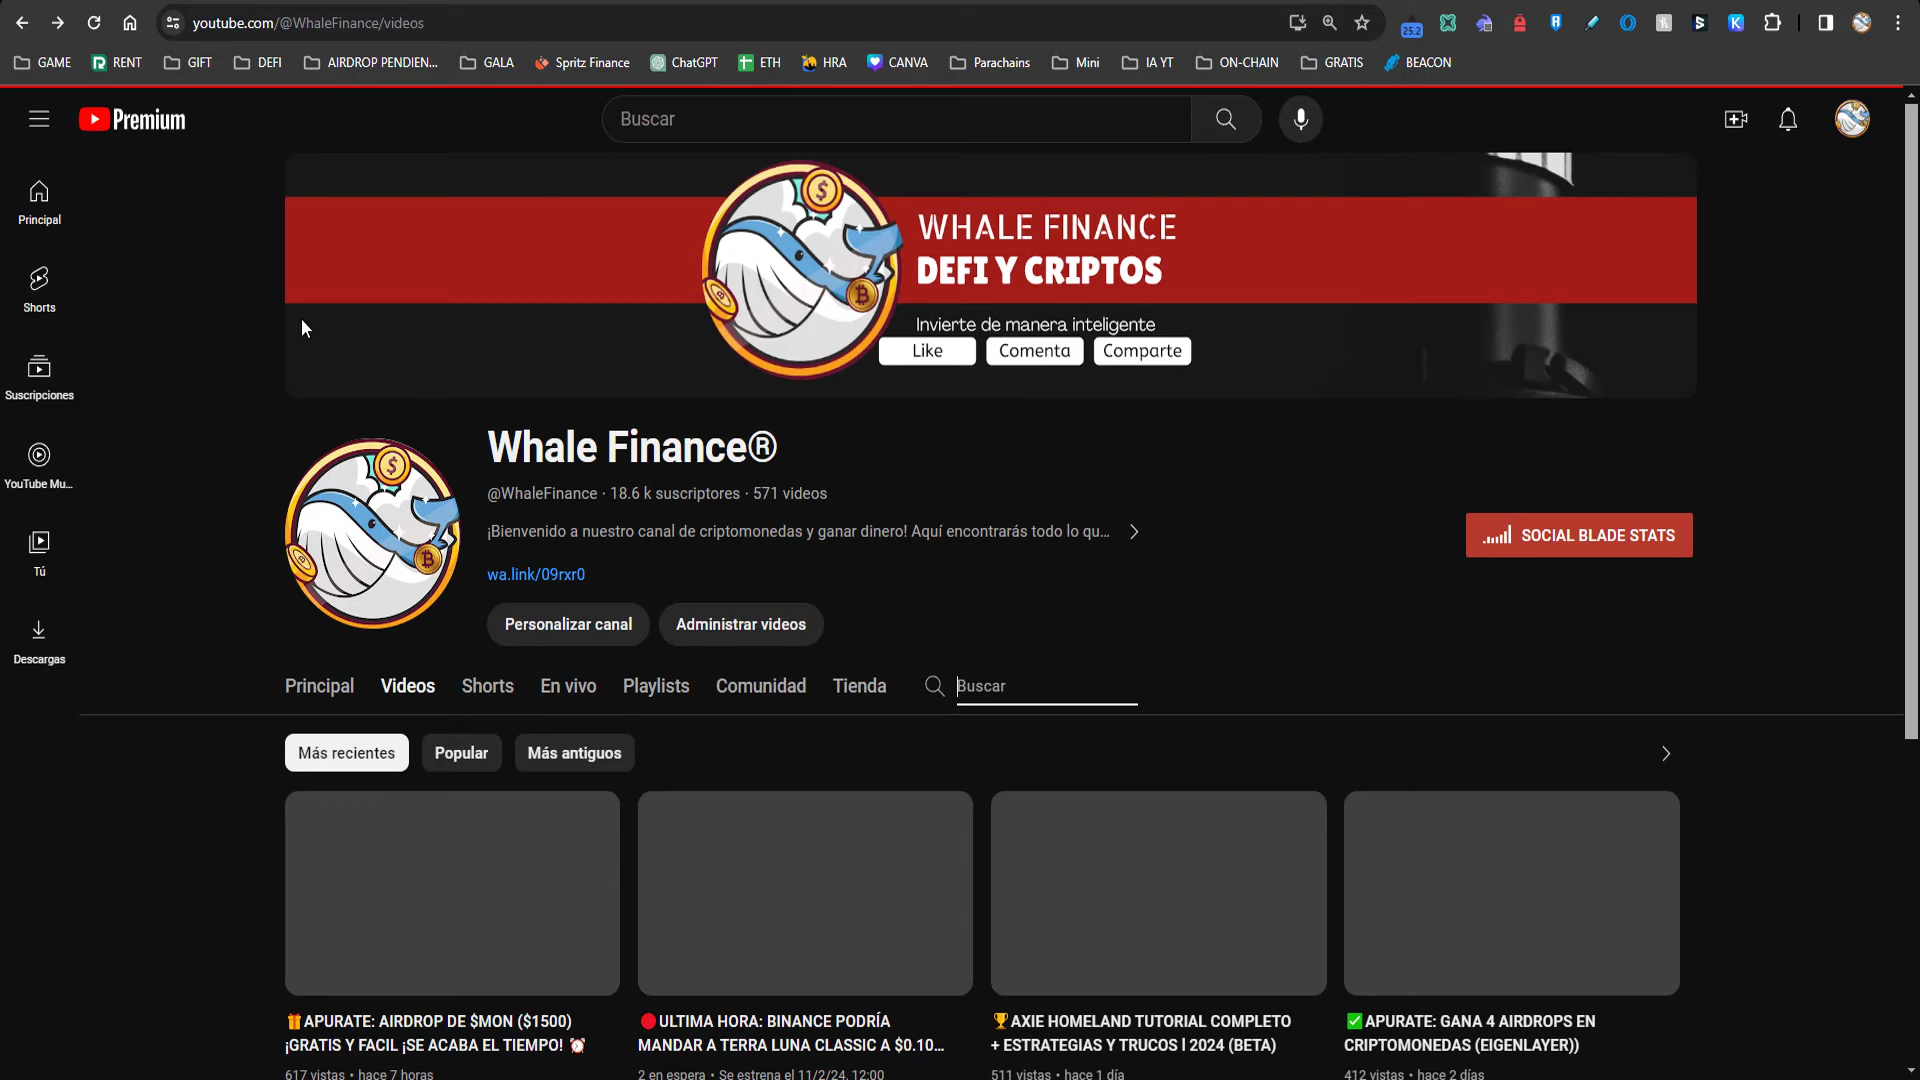 youtube.com/@WhaleFinance/videos
25.2
GAME RENT GIFT DEFI AIRDROP PENDIEN... GALA Spritz Finance ChatGPT ETH HRA CANVA Parachains Mini IA YT ON-CHAIN GRATIS BEACON
Premium
Buscar
Principal
Shorts
Suscripciones
YouTube Mu...
Tú
Descargas
WHALE FINANCE
DEFI Y CRIPTOS
Invierte de manera inteligente
Like Comenta Comparte
Whale Finance®
@WhaleFinance · 18.6 k suscriptores · 571 videos
¡Bienvenido a nuestro canal de criptomonedas y ganar dinero! Aquí encontrarás todo lo qu...
wa.link/09rxr0
SOCIAL BLADE STATS
Personalizar canal Administrar videos
Principal Videos Shorts En vivo Playlists Comunidad Tienda Buscar
Más recientes Popular Más antiguos
🎁APURATE: AIRDROP DE $MON ($1500)
¡GRATIS Y FACIL ¡SE ACABA EL TIEMPO! ⏰
617 vistas • hace 7 horas
🔴ULTIMA HORA: BINANCE PODRÍA
MANDAR A TERRA LUNA CLASSIC A $0.10...
2 en espera • Se estrena el 11/2/24, 12:00
🏆AXIE HOMELAND TUTORIAL COMPLETO
+ ESTRATEGIAS Y TRUCOS l 2024 (BETA)
511 vistas • hace 1 día
✅APURATE: GANA 4 AIRDROPS EN
CRIPTOMONEDAS (EIGENLAYER))
412 vistas • hace 2 días